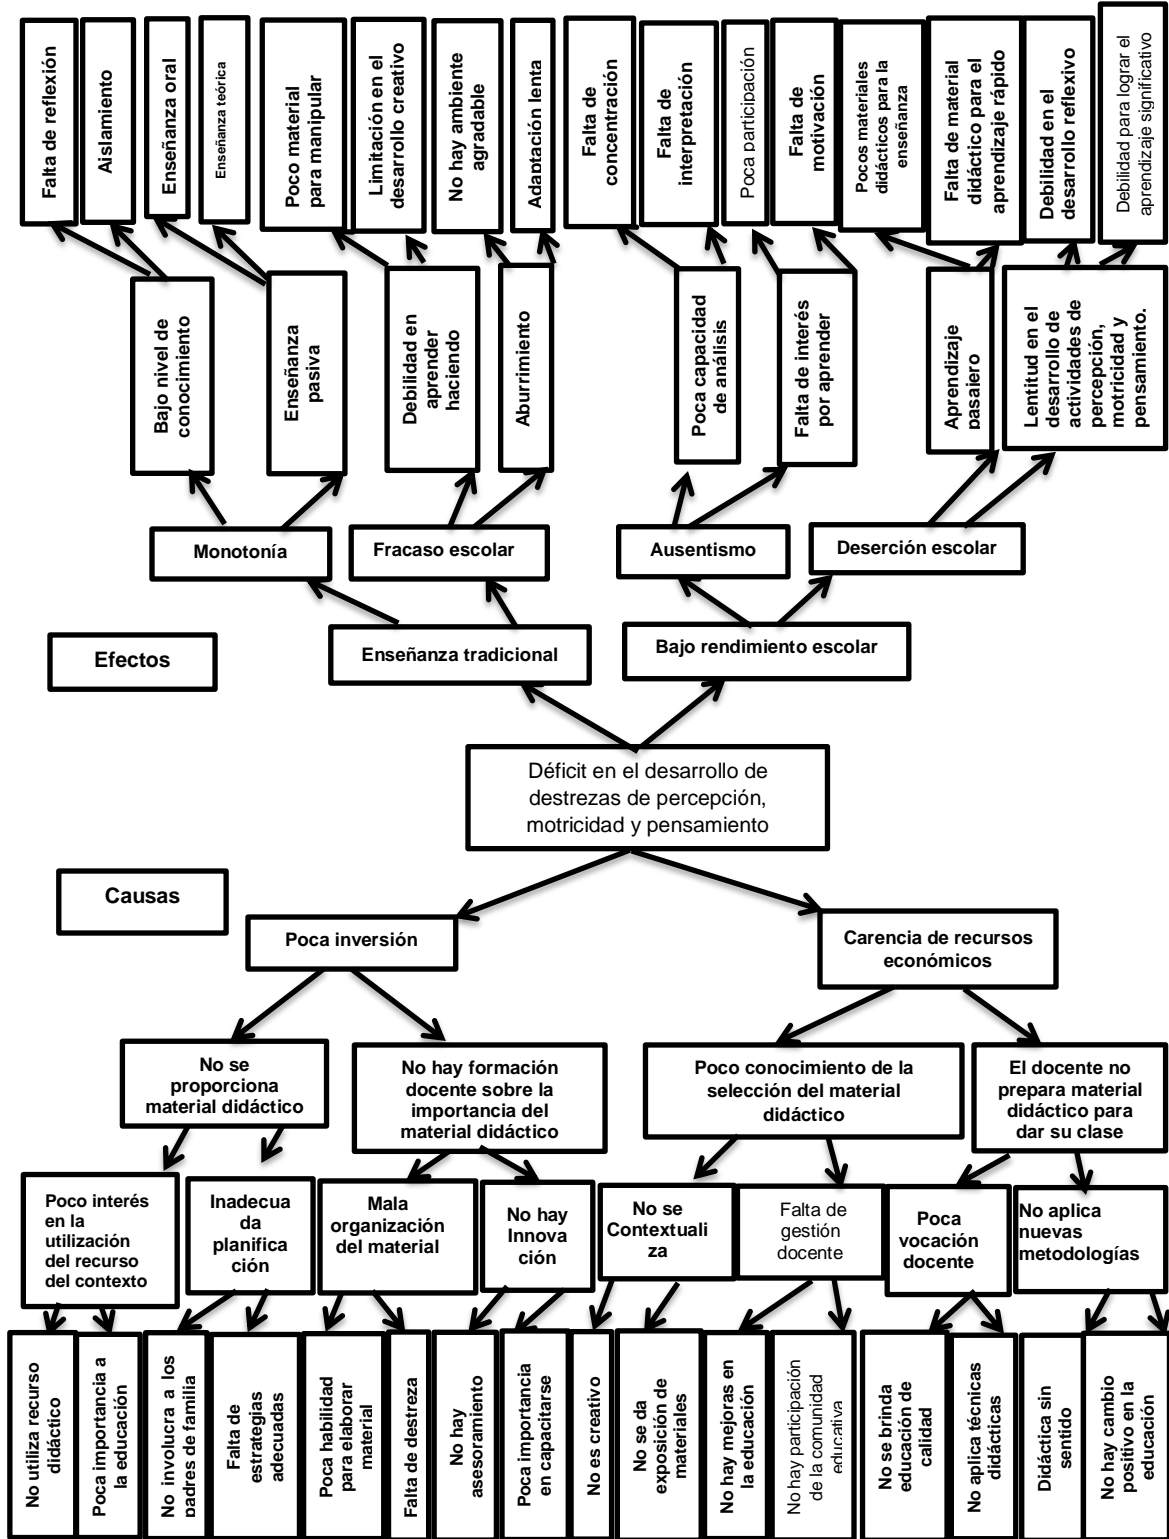 Falta de reflexión
Aislamiento
Enseñanza oral
Enseñanza teórica
Poco material
para manipular
Limitación en el
desarrollo creativo
No hay ambiente
agradable
Adaptación lenta
Falta de
concentración
Falta de
interpretación
Poca participación
Falta de
motivación
Pocos materiales
didácticos para la
enseñanza
Falta de material
didáctico para el
aprendizaje rápido
Debilidad en el
desarrollo reflexivo
Debilidad para lograr el
aprendizaje significativo
Bajo nivel de
conocimiento
Enseñanza
pasiva
Debilidad en
aprender
haciendo
Aburrimiento
Poca capacidad
de análisis
Falta de interés
por aprender
Aprendizaje
pasaiero
Lentitud en el
desarrollo de
actividades de
percepción,
motricidad y
pensamiento.
Monotonía
Fracaso escolar
Ausentismo
Deserción escolar
Efectos
Enseñanza tradicional
Bajo rendimiento escolar
Déficit en el desarrollo de
destrezas de percepción,
motricidad y pensamiento
Causas
Poca inversión
Carencia de recursos
económicos
No se
proporciona
material didáctico
No hay formación
docente sobre la
importancia del
material didáctico
Poco conocimiento de la
selección del material
didáctico
El docente no
prepara material
didáctico para
dar su clase
Poco interés
en la
utilización
del recurso
del contexto
Inadecua
da planifica
ción
Mala
organización
del material
No hay
Innova
ción
No se
Contextuali
za
Falta de
gestión
docente
Poca
vocación
docente
No aplica
nuevas
metodologías
No utiliza recurso
didáctico
Poca importancia a
la educación
No involucra a los
padres de familia
Falta de
estrategias
adecuadas
Poca habilidad
para elaborar
material
Falta de destreza
No hay
asesoramiento
Poca importancia
en capacitarse
No es creativo
No se da
exposición de
materiales
No hay mejoras en
la educación
No hay participación
de la comunidad
educativa
No se brinda
educación de
calidad
No aplica técnicas
didácticas
Didáctica sin
sentido
No hay cambio
positivo en la
educación